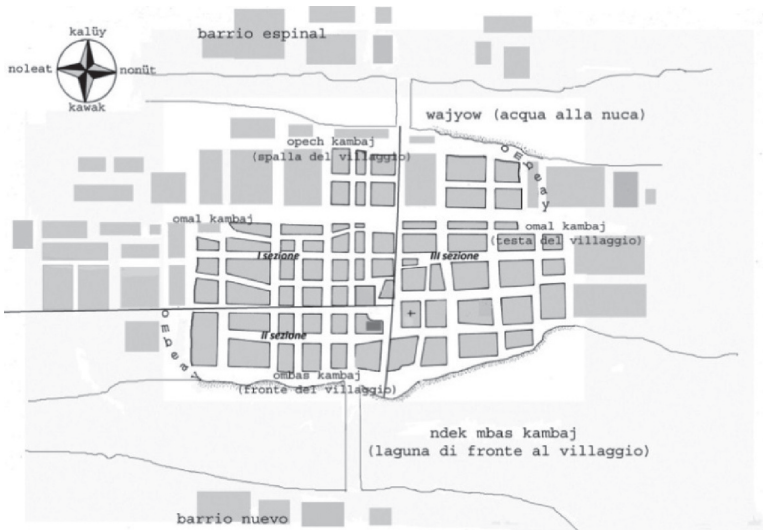 barrio espinal
kalüy
noleat
nonüt
kawak
wajyow (acqua alla nuca)
ombeay
opech kambaj
(spalla del villaggio)
omal kambaj
omal kambaj
(testa del villaggio)
I sezione
III sezione
ombeay
II sezione
ombas kambaj
(fronte del villaggio)
ndek mbas kambaj
(laguna di fronte al villaggio)
barrio nuevo